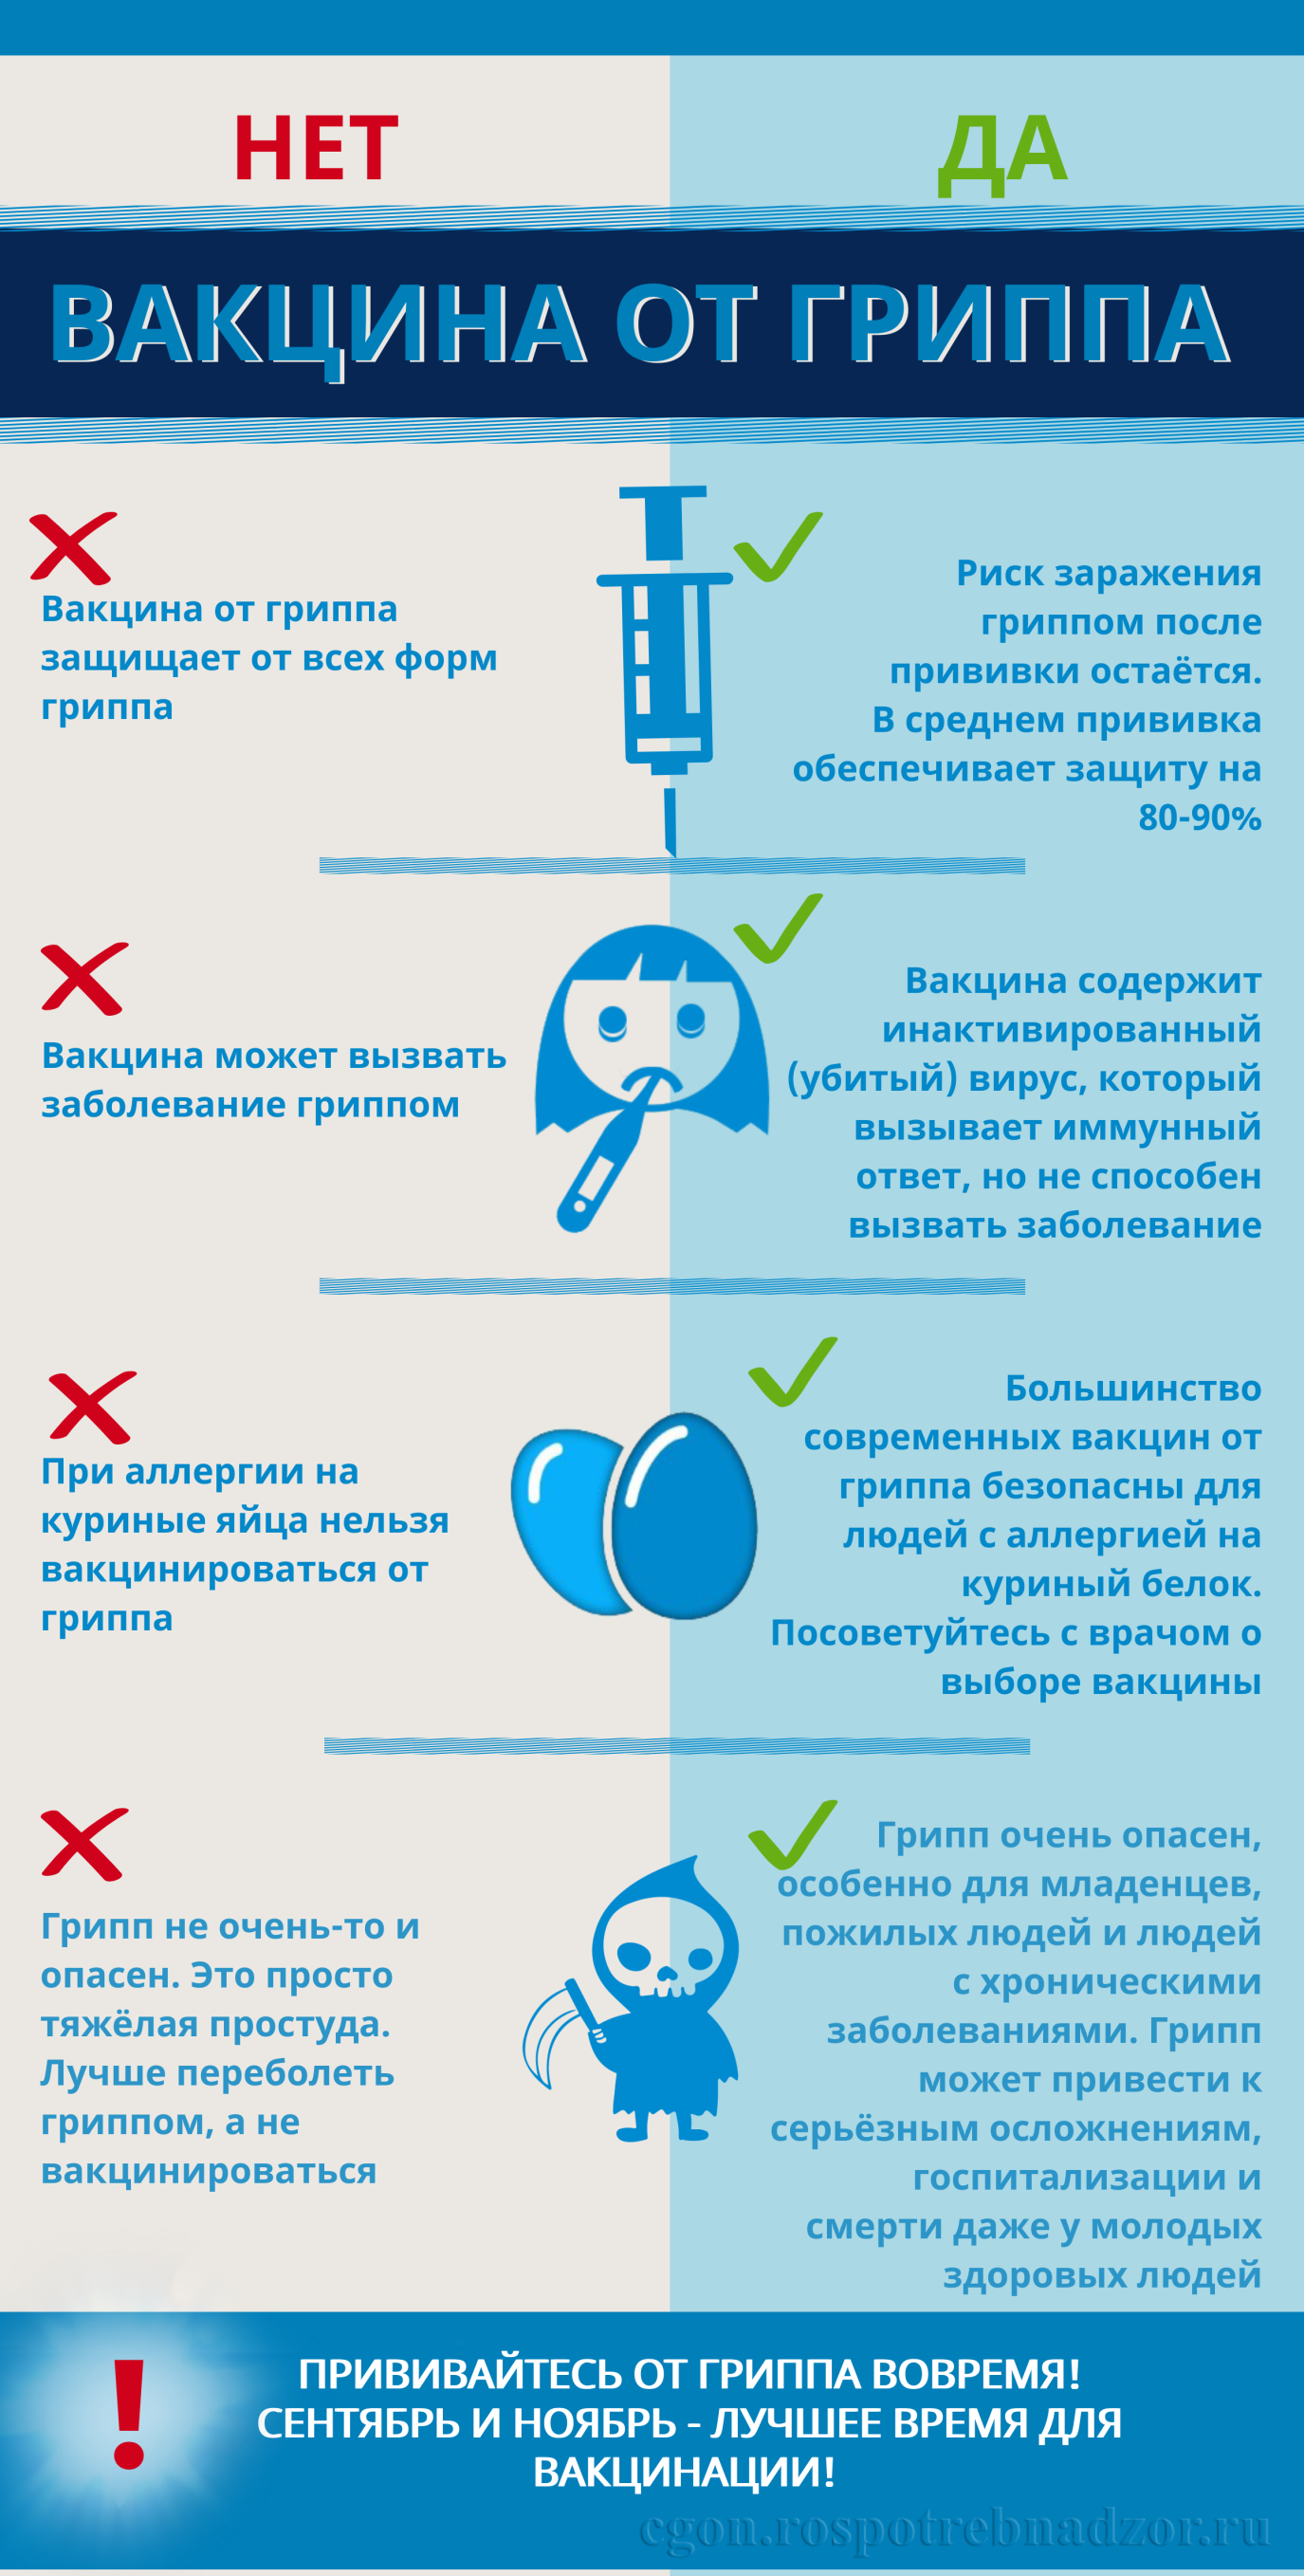 НЕТ
ДА
ВАКЦИНА ОТ ГРИППА
Вакцина от гриппа
защищает от всех форм
гриппа
Риск заражения
гриппом после
прививки остаётся.
В среднем прививка
обеспечивает защиту на
80-90%
Вакцина может вызвать
заболевание гриппом
Вакцина содержит
инактивированный
(убитый) вирус, который
вызывает иммунный
ответ, но не способен
вызвать заболевание
При аллергии на
куриные яйца нельзя
вакцинироваться от
гриппа
Большинство
современных вакцин от
гриппа безопасны для
людей с аллергией на
куриный белок.
Посоветуйтесь с врачом о
выборе вакцины
Грипп не очень-то и
опасен. Это просто
тяжёлая простуда.
Лучше переболеть
гриппом, а не
вакцинироваться
Грипп очень опасен,
особенно для младенцев,
пожилых людей и людей
с хроническими
заболеваниями. Грипп
может привести к
серьёзным осложнениям,
госпитализации и
смерти даже у молодых
здоровых людей
!
ПРИВИВАЙТЕСЬ ОТ ГРИППА ВОВРЕМЯ!
СЕНТЯБРЬ И НОЯБРЬ - ЛУЧШЕЕ ВРЕМЯ ДЛЯ
ВАКЦИНАЦИИ!
cgon.rospotrebnadzor.ru